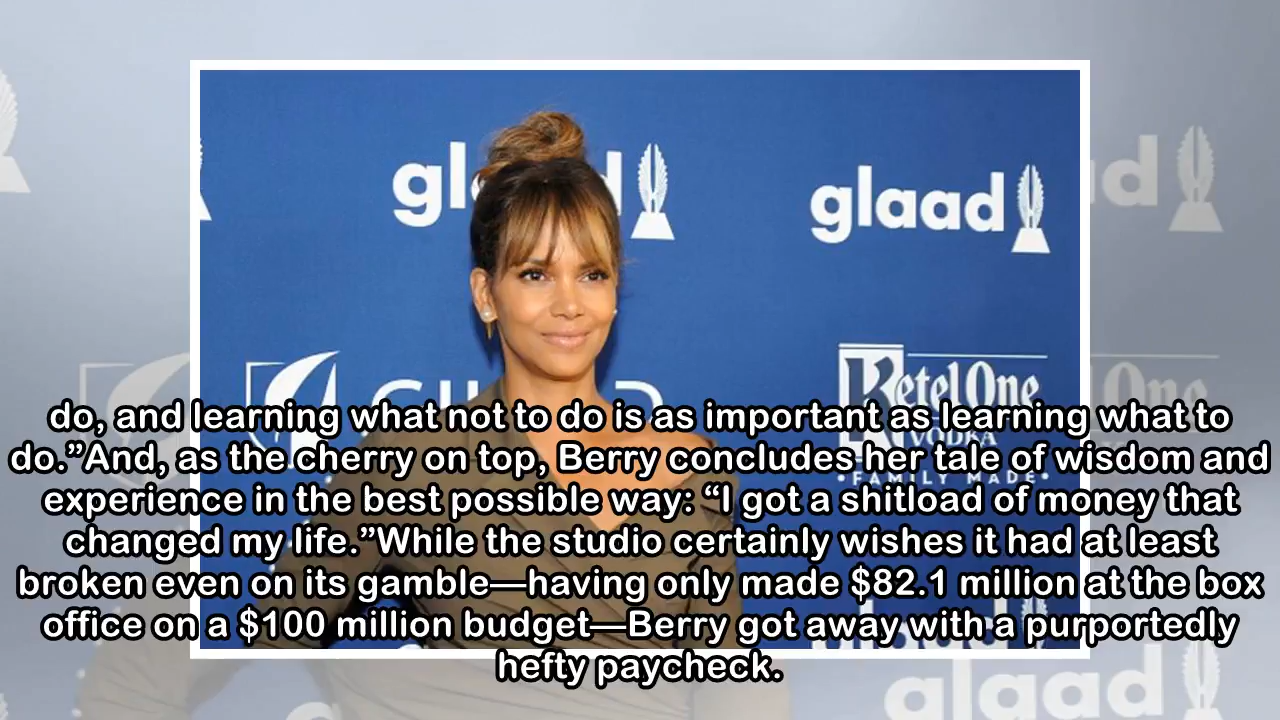 glaad
glaad
Ketel One
VODKA
•FAMILY MADE•
do, and learning what not to do is as important as learning what to
do.”And, as the cherry on top, Berry concludes her tale of wisdom and
experience in the best possible way: “I got a shitload of money that
changed my life.”While the studio certainly wishes it had at least
broken even on its gamble—having only made $82.1 million at the box
office on a $100 million budget—Berry got away with a purportedly
hefty paycheck.
glaad